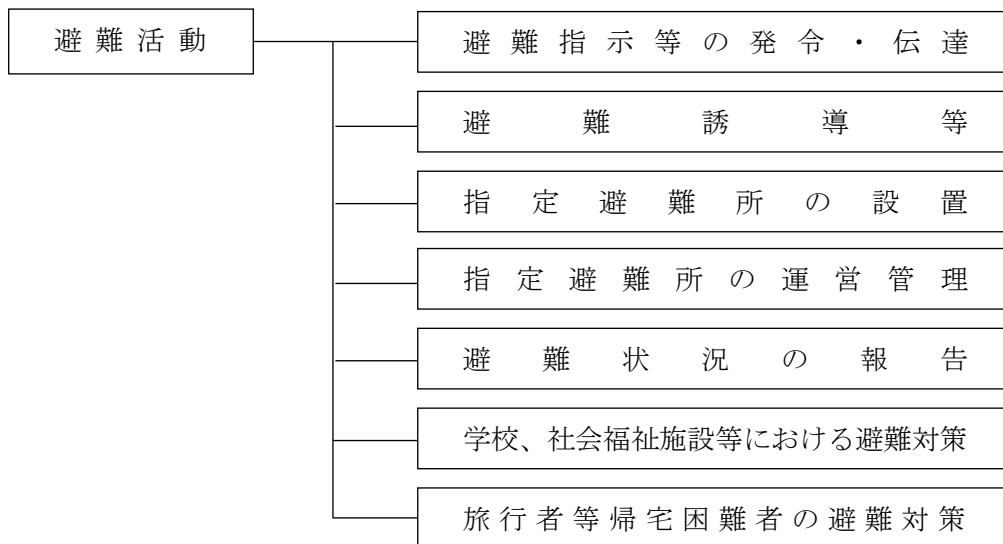 避難活動
避難指示等の発令・伝達
避難誘導等
指定避難所の設置
指定避難所の運営管理
避難状況の報告
学校、社会福祉施設等における避難対策
旅行者等帰宅困難者の避難対策